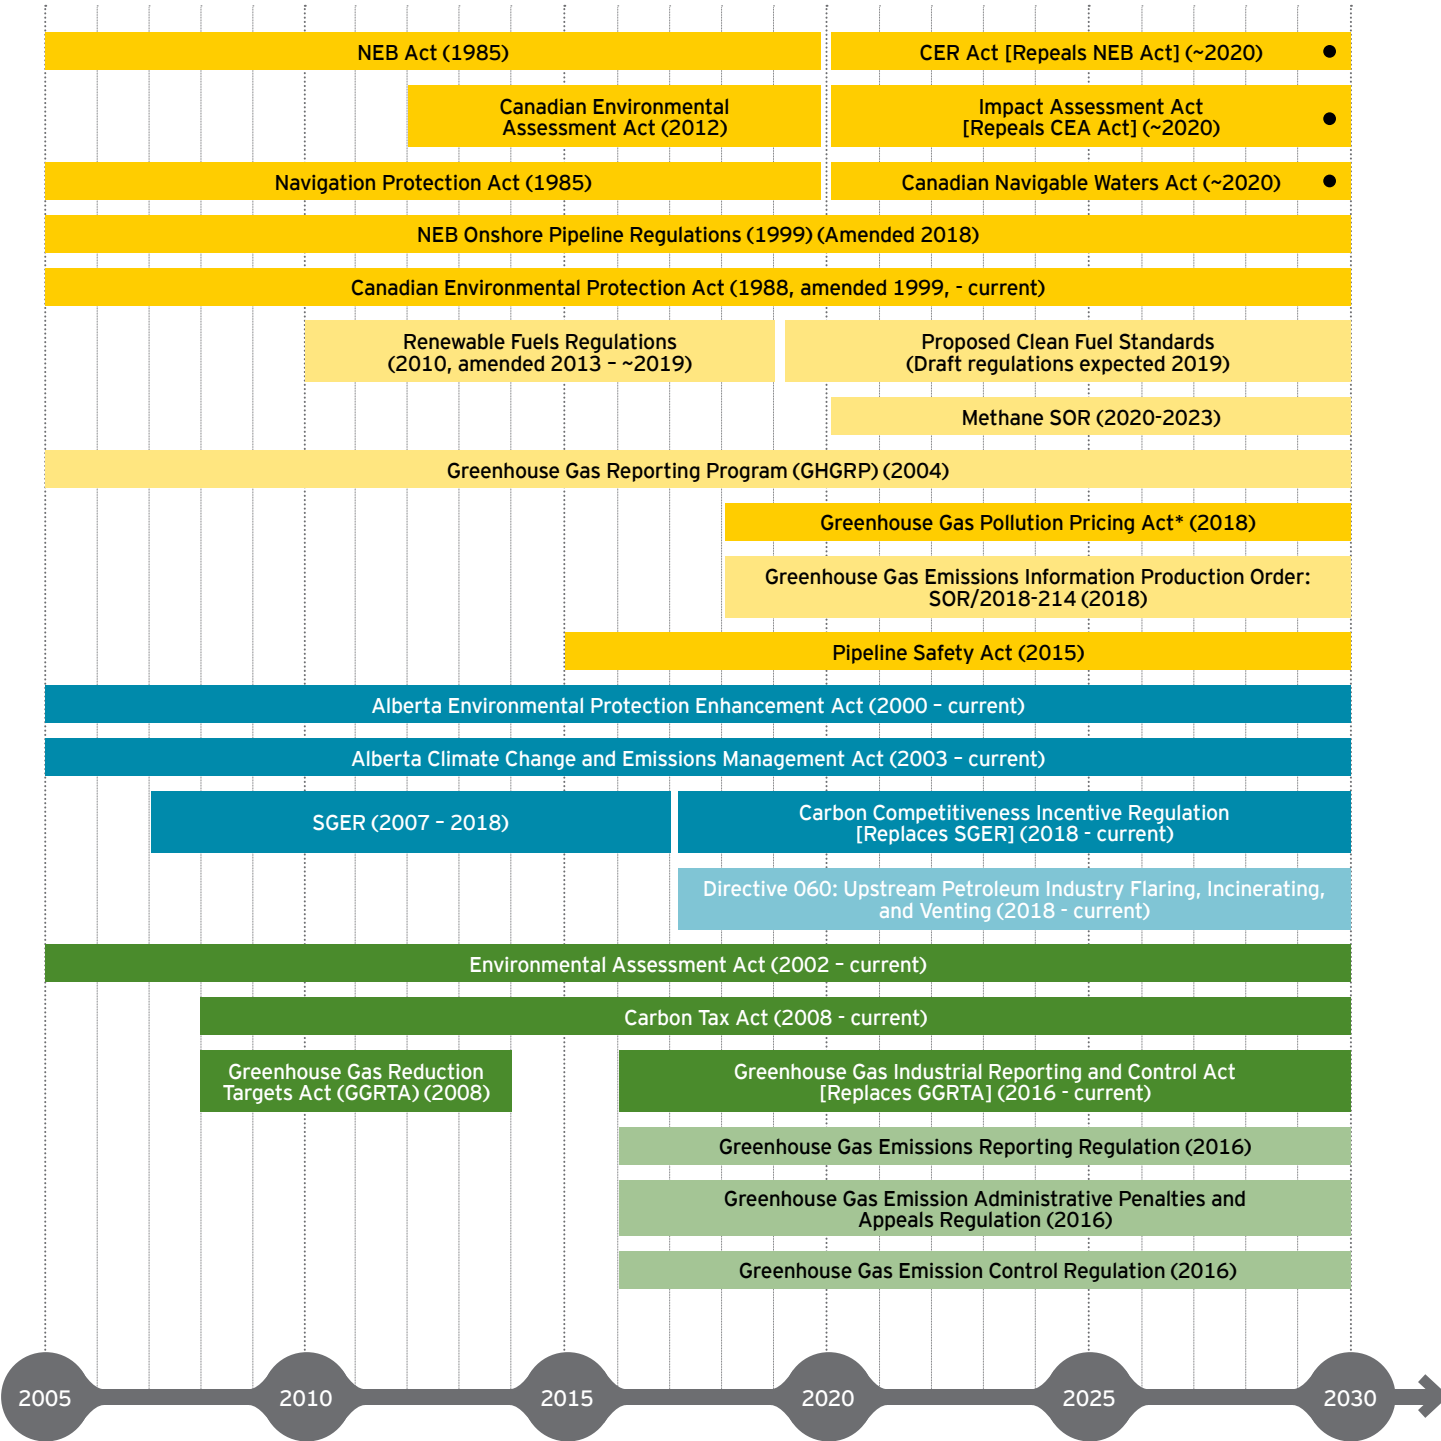 NEB Act (1985)
CER Act [Repeals NEB Act] (~2020)
Canadian Environmental
Assessment Act (2012)
Impact Assessment Act
[Repeals CEA Act] (~2020)
Navigation Protection Act (1985)
Canadian Navigable Waters Act (~2020)
NEB Onshore Pipeline Regulations (1999) (Amended 2018)
Canadian Environmental Protection Act (1988, amended 1999, - current)
Renewable Fuels Regulations
(2010, amended 2013 – ~2019)
Proposed Clean Fuel Standards
(Draft regulations expected 2019)
Methane SOR (2020-2023)
Greenhouse Gas Reporting Program (GHGRP) (2004)
Greenhouse Gas Pollution Pricing Act* (2018)
Greenhouse Gas Emissions Information Production Order:
SOR/2018-214 (2018)
Pipeline Safety Act (2015)
Alberta Environmental Protection Enhancement Act (2000 – current)
Alberta Climate Change and Emissions Management Act (2003 – current)
SGER (2007 – 2018)
Carbon Competitiveness Incentive Regulation
[Replaces SGER] (2018 - current)
Directive 060: Upstream Petroleum Industry Flaring, Incinerating,
and Venting (2018 - current)
Environmental Assessment Act (2002 – current)
Carbon Tax Act (2008 - current)
Greenhouse Gas Reduction
Targets Act (GGRTA) (2008)
Greenhouse Gas Industrial Reporting and Control Act
[Replaces GGRTA] (2016 - current)
Greenhouse Gas Emissions Reporting Regulation (2016)
Greenhouse Gas Emission Administrative Penalties and
Appeals Regulation (2016)
Greenhouse Gas Emission Control Regulation (2016)
2005 2010 2015 2020 2025 2030